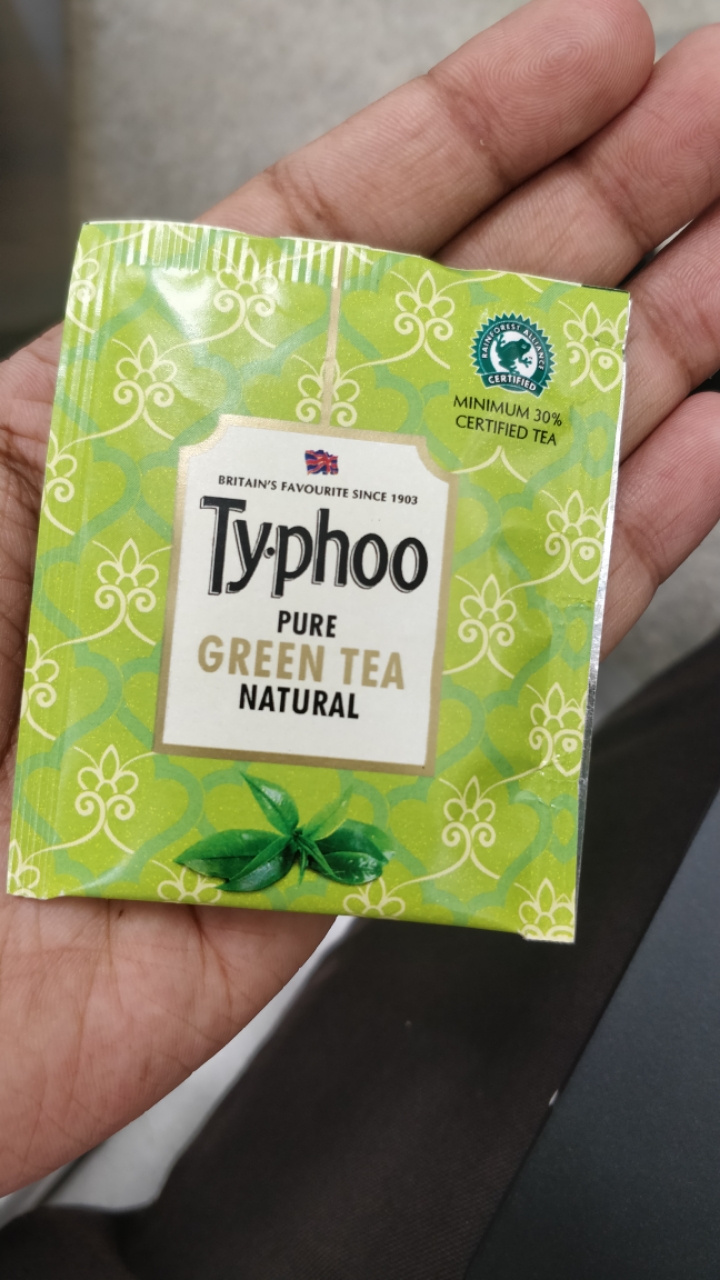 RAINFOREST ALLIANCE
CERTIFIED
MINIMUM 30%
CERTIFIED TEA
BRITAIN'S FAVOURITE SINCE 1903
Ty·phoo
PURE
GREEN TEA
NATURAL